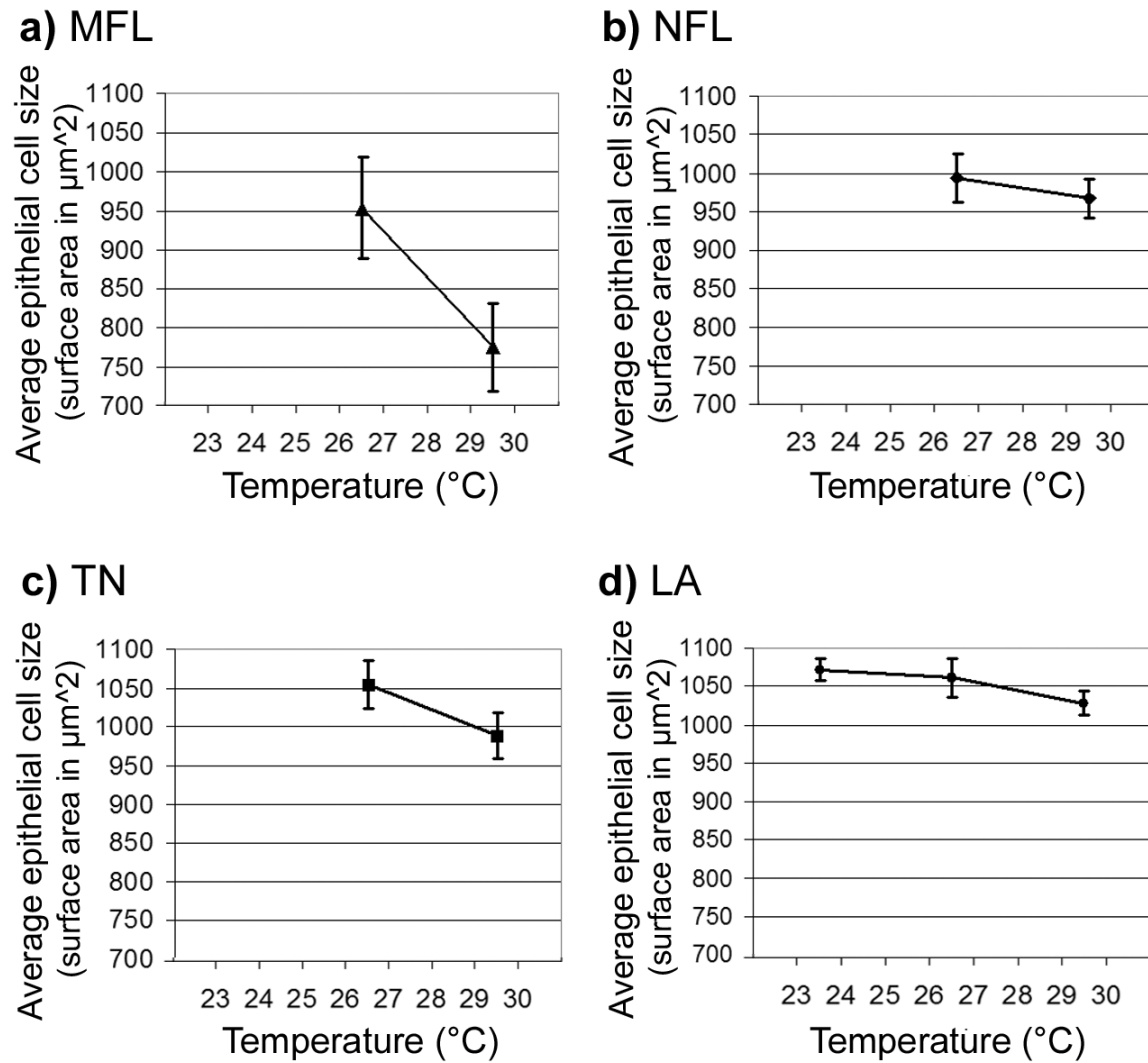 a) MFL
Average epithelial cell size
(surface area in µm^2)
1100
1050
1000
950
900
850
800
750
700
23 24 25 26 27 28 29 30
Temperature (°C)
b) NFL
Average epithelial cell size
(surface area in µm^2)
1100
1050
1000
950
900
850
800
750
700
23 24 25 26 27 28 29 30
Temperature (°C)
c) TN
Average epithelial cell size
(surface area in µm^2)
1100
1050
1000
950
900
850
800
750
700
23 24 25 26 27 28 29 30
Temperature (°C)
d) LA
Average epithelial cell size
(surface area in µm^2)
1100
1050
1000
950
900
850
800
750
700
23 24 25 26 27 28 29 30
Temperature (°C)